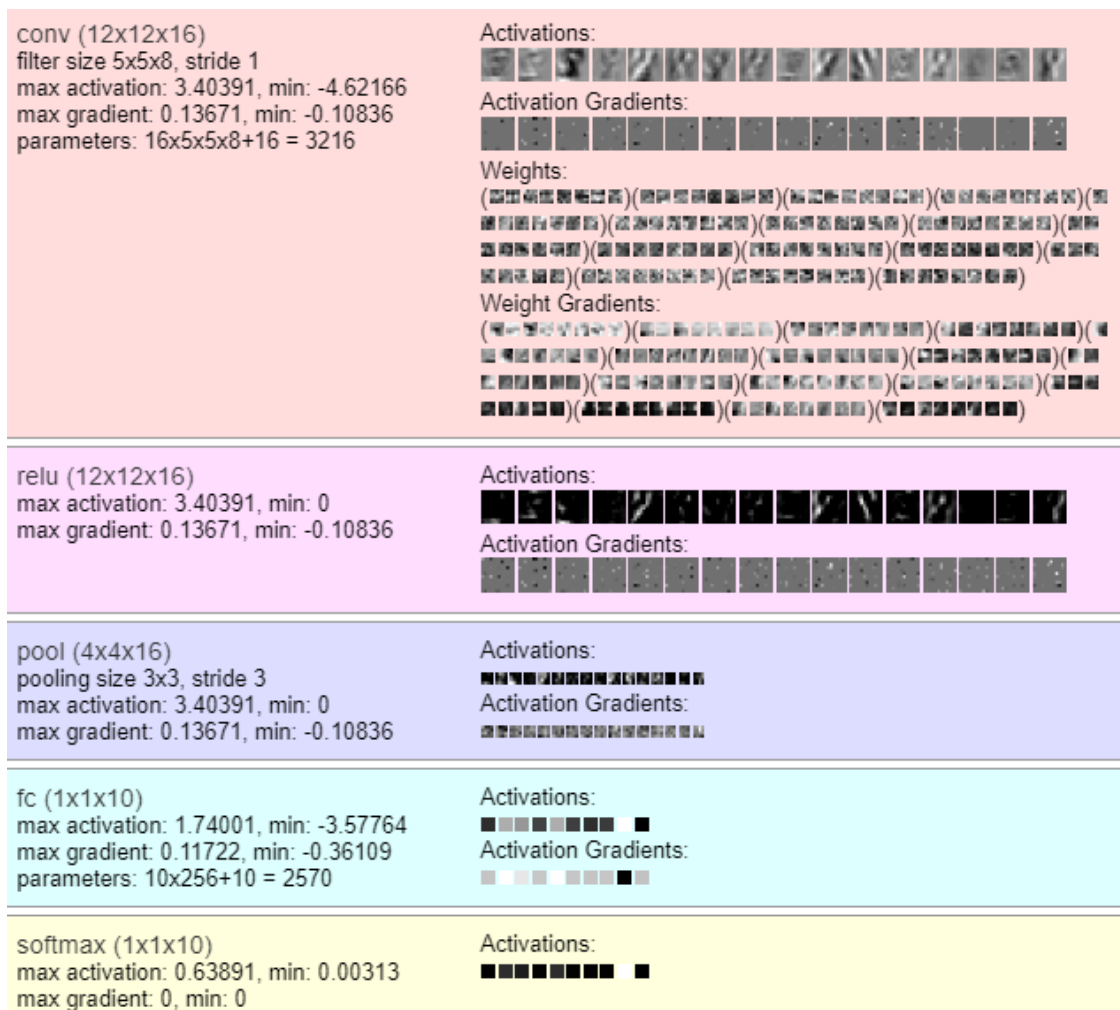 conv (12x12x16)
filter size 5x5x8, stride 1
max activation: 3.40391, min: -4.62166
max gradient: 0.13671, min: -0.10836
parameters: 16x5x5x8+16 = 3216
Activations:
Activation Gradients:
Weights:
( )( )( )( )(
)( )( )( )(
)( )( )( )(
)( )( )( )
Weight Gradients:
( )( )( )( )(
)( )( )( )(
)( )( )( )(
)( )( )( )
relu (12x12x16)
max activation: 3.40391, min: 0
max gradient: 0.13671, min: -0.10836
Activations:
Activation Gradients:
pool (4x4x16)
pooling size 3x3, stride 3
max activation: 3.40391, min: 0
max gradient: 0.13671, min: -0.10836
Activations:
Activation Gradients:
fc (1x1x10)
max activation: 1.74001, min: -3.57764
max gradient: 0.11722, min: -0.36109
parameters: 10x256+10 = 2570
Activations:
Activation Gradients:
softmax (1x1x10)
max activation: 0.63891, min: 0.00313
max gradient: 0, min: 0
Activations: